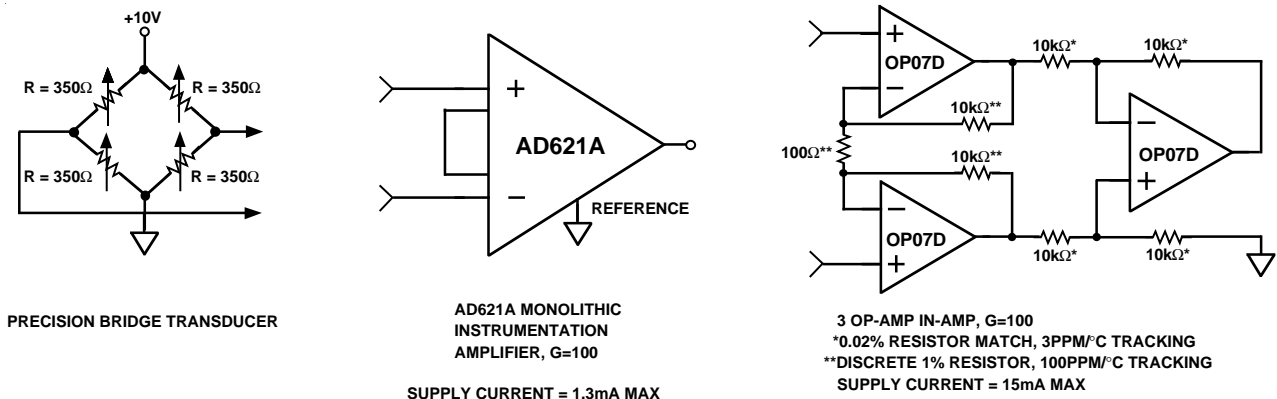 +10V
R = 350Ω
R = 350Ω
R = 350Ω
R = 350Ω
PRECISION BRIDGE TRANSDUCER
+
AD621A
−
REFERENCE
AD621A MONOLITHIC
INSTRUMENTATION
AMPLIFIER, G=100
SUPPLY CURRENT = 1.3mA MAX
+
OP07D
−
10kΩ*
10kΩ*
10kΩ**
100Ω**
10kΩ**
−
OP07D
+
−
OP07D
+
10kΩ*
10kΩ*
3 OP-AMP IN-AMP, G=100
*0.02% RESISTOR MATCH, 3PPM/°C TRACKING
**DISCRETE 1% RESISTOR, 100PPM/°C TRACKING
SUPPLY CURRENT = 15mA MAX